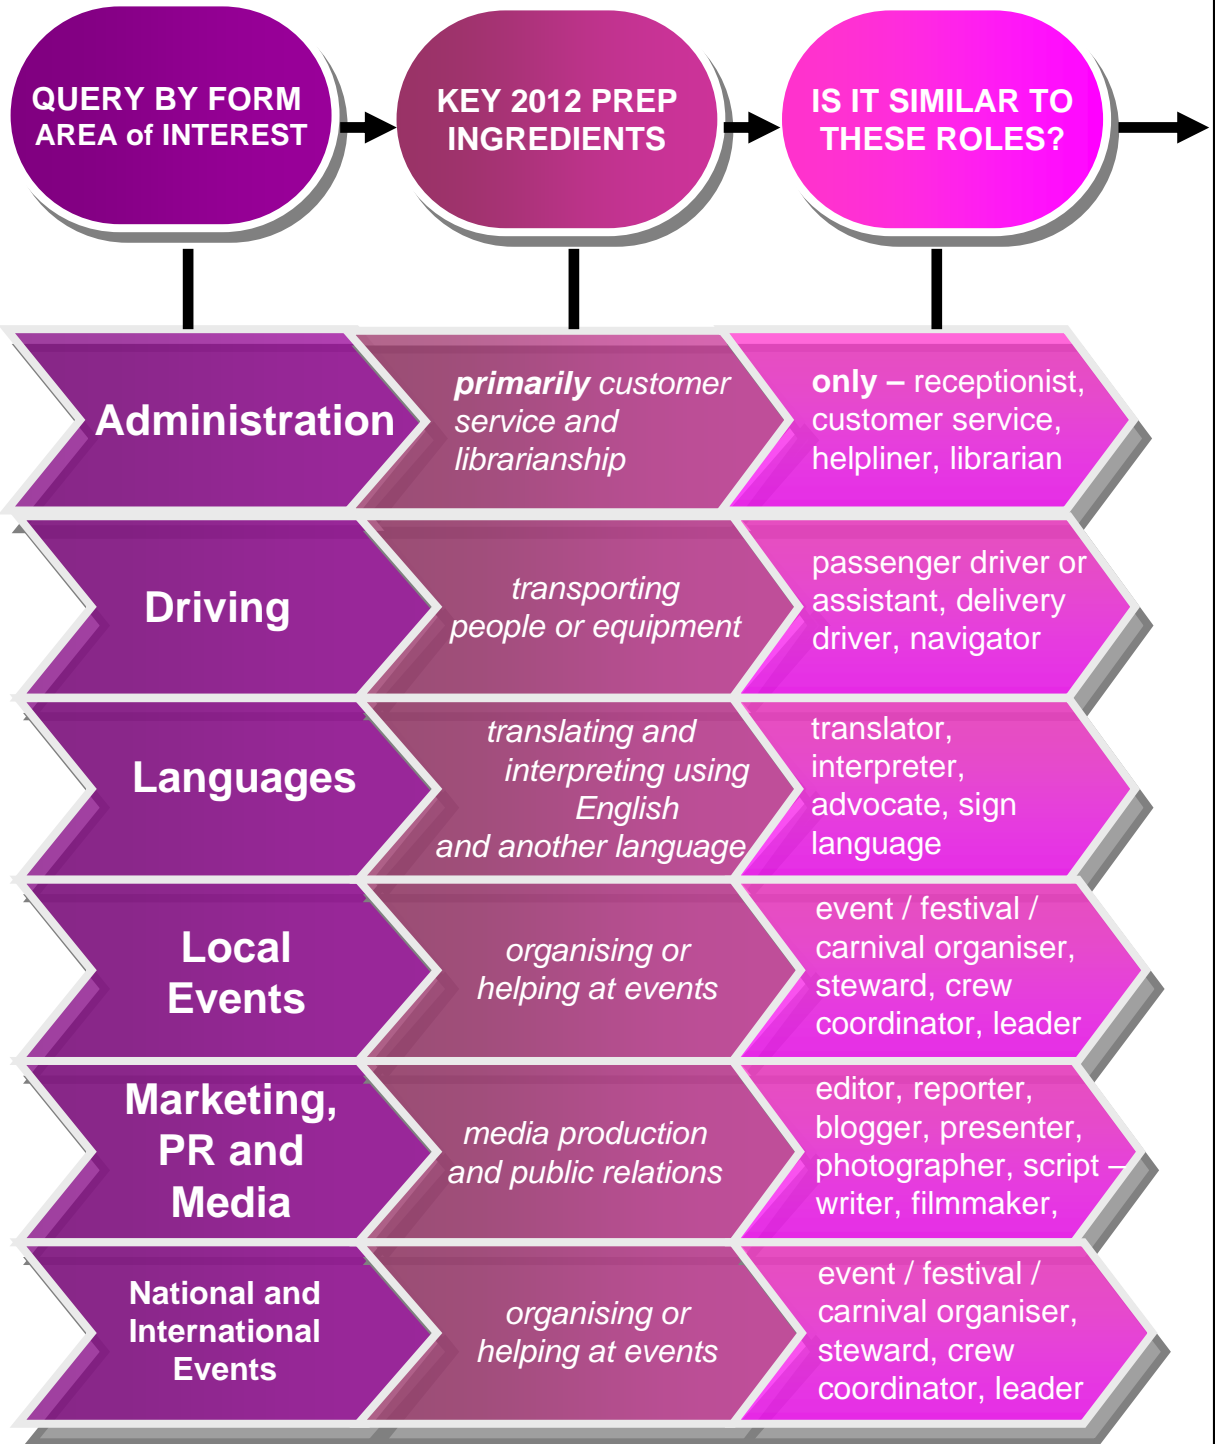 QUERY BY FORM
AREA of INTEREST
KEY 2012 PREP
INGREDIENTS
IS IT SIMILAR TO
THESE ROLES?
Administration
primarily customer
service and
librarianship
only – receptionist,
customer service,
helpliner, librarian
Driving
transporting
people or equipment
passenger driver or
assistant, delivery
driver, navigator
Languages
translating and
interpreting using
English
and another language
translator,
interpreter,
advocate, sign
language
Local
Events
organising or
helping at events
event / festival /
carnival organiser,
steward, crew
coordinator, leader
Marketing,
PR and
Media
media production
and public relations
editor, reporter,
blogger, presenter,
photographer, script –
writer, filmmaker,
National and
International
Events
organising or
helping at events
event / festival /
carnival organiser,
steward, crew
coordinator, leader